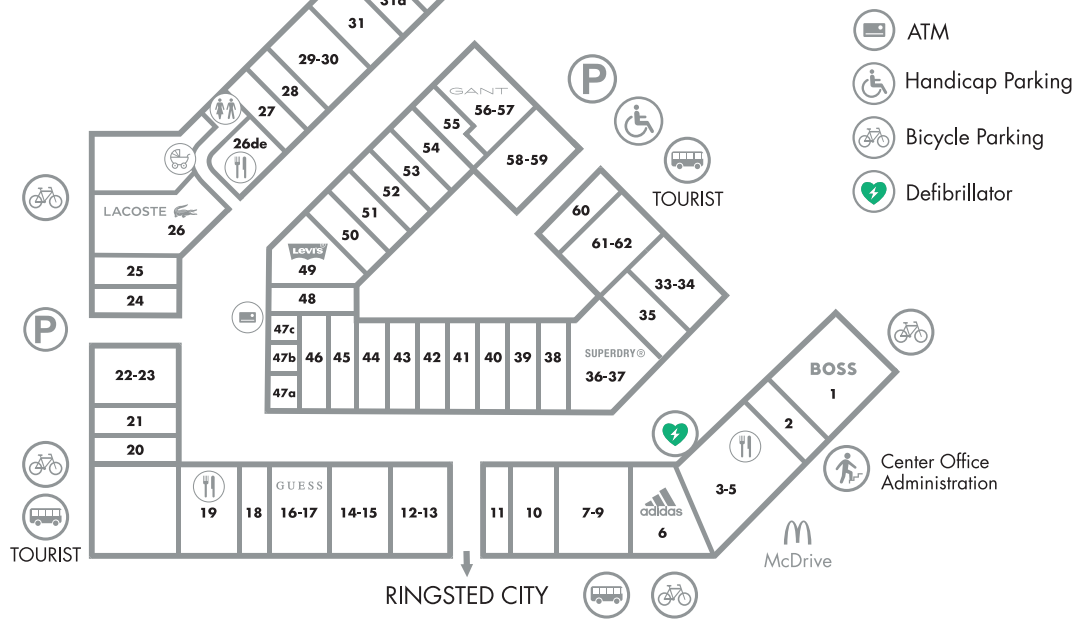 31a
31
29-30
28
27
26de
LACOSTE
26
25
24
P
22-23
21
20
TOURIST
19
18
GUESS
16-17
14-15
12-13
RINGSTED CITY
11
10
7-9
adidas
6
3-5
2
BOSS
1
McDrive
Center Office
Administration
GANT
56-57
55
54
53
52
51
50
LEVI'S
49
48
47c
47b
47a
46
45
44
43
42
41
40
39
38
SUPERDRY®
36-37
35
33-34
61-62
60
58-59
P
TOURIST
ATM
Handicap Parking
Bicycle Parking
Defibrillator